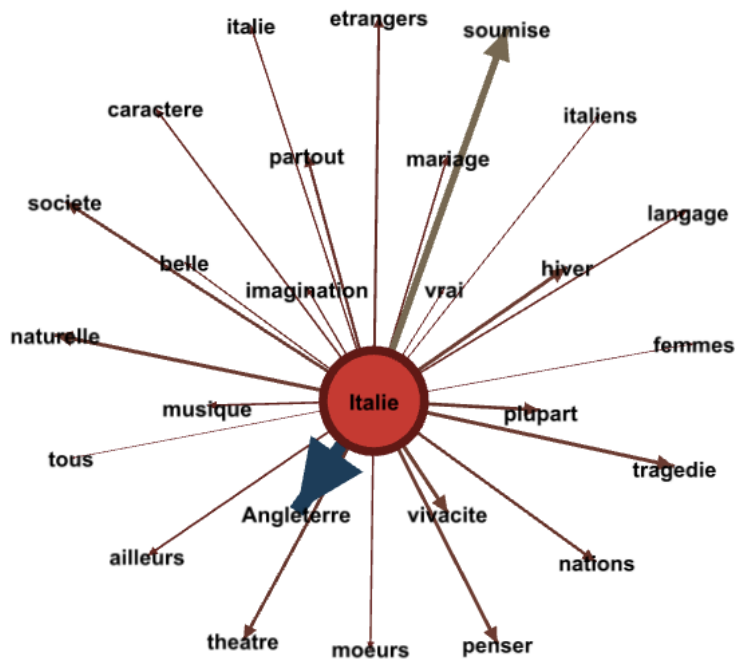 etrangers
italie
soumise
caractere
italiens
partout
mariage
societe
langage
belle
hiver
imagination
vrai
naturelle
femmes
Italie
musique
plupart
tous
tragedie
Angleterre
vivacite
ailleurs
nations
theatre
moeurs
penser